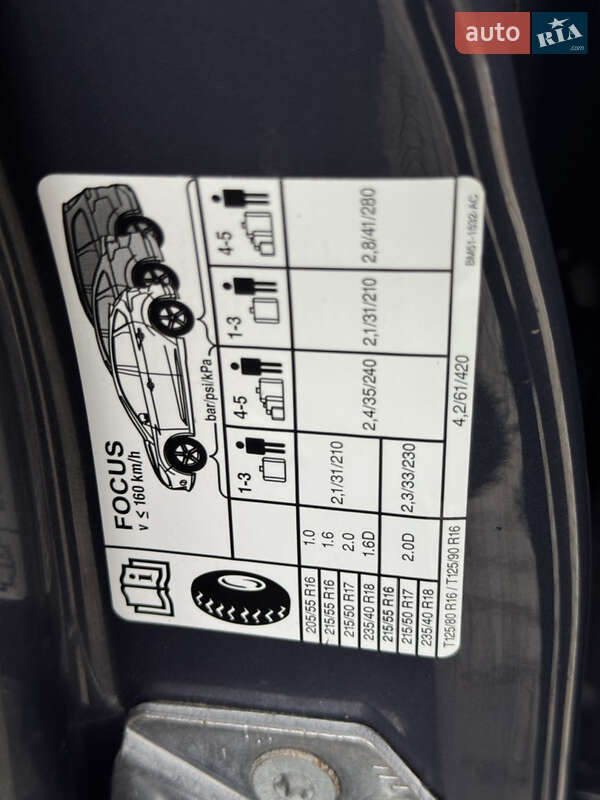 auto RIA.com
FOCUS
v ≤ 160 km/h
bar/psi/kPa
1-3 4-5 1-3 4-5
205/55 R16
215/55 R16
215/50 R17
235/40 R18
1.0
1.6
2.0
1.6D
2,1/31/210
2,4/35/240 2,1/31/210 2,8/41/280
215/55 R16
215/50 R17
235/40 R18
2.0D
2,3/33/230
T125/80 R16 / T125/90 R16
4,2/61/420
BM51-1532-AC